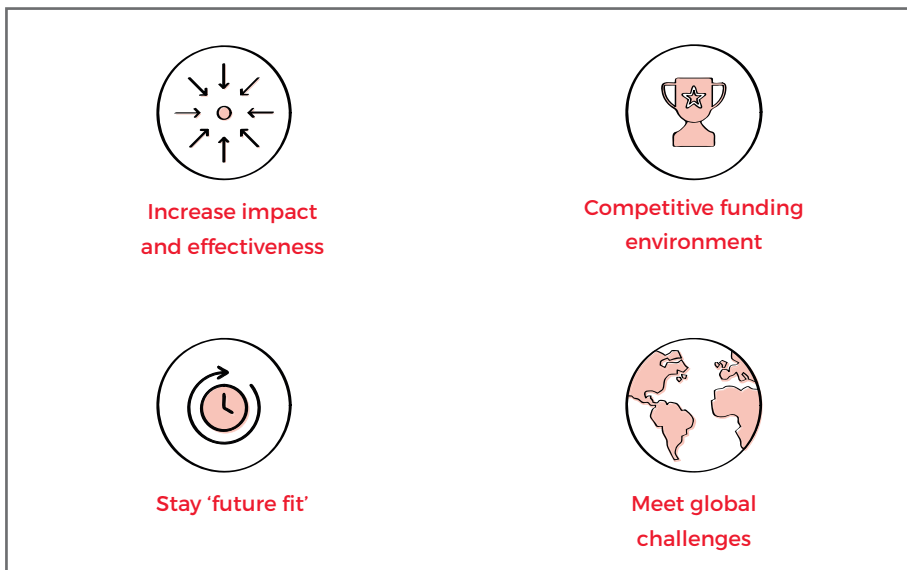 Increase impact
and effectiveness
Competitive funding
environment
Stay ‘future fit’
Meet global
challenges